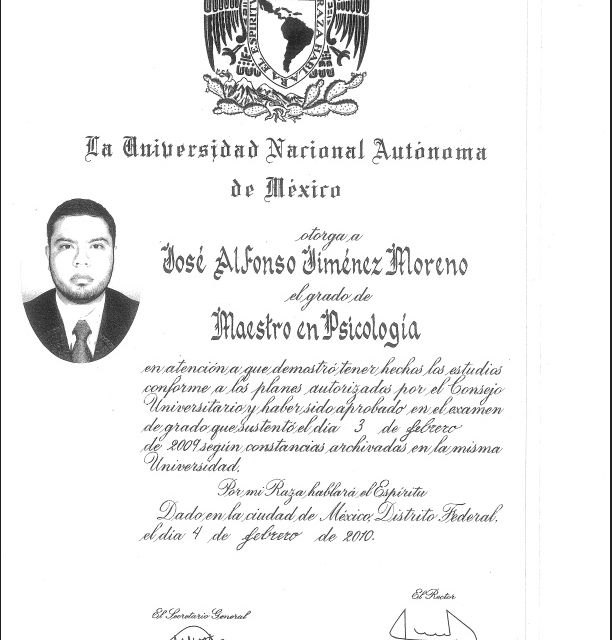 EL ESPIRITU
RAZA HABLARA
La Universidad Nacional Autónoma
de México
otorga a
José Alfonso Jiménez Moreno
el grado de
Maestro en Psicología
en atención a que demostró tener hechos los estudios
conforme a los planes autorizados por el Consejo
Universitario y haber sido aprobado en el examen
de grado que sustentó el día 3 de febrero
de 2009 según constancias archivadas en la misma
Universidad.
Por mi Raza hablará el Espíritu
Dado en la ciudad de México, Distrito Federal,
el día 4 de febrero de 2010.
El Rector
El Secretario General